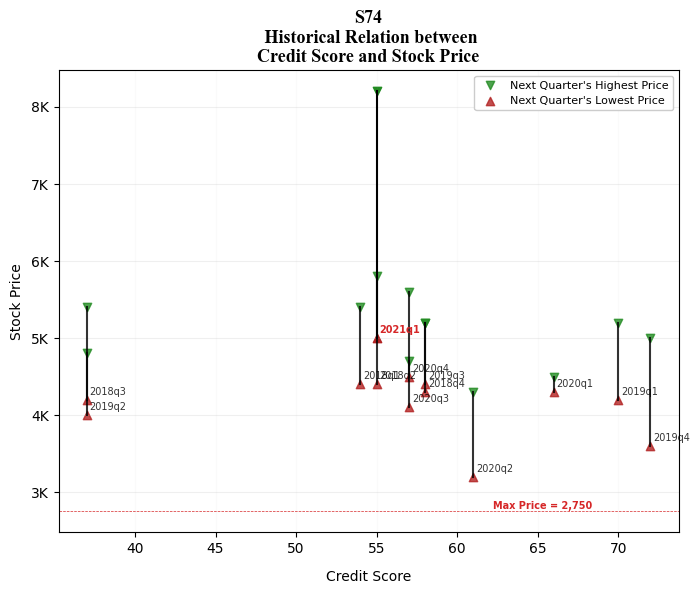 S74
Historical Relation between
Credit Score and Stock Price
Next Quarter's Highest Price
Next Quarter's Lowest Price
8K
7K
6K
5K
4K
3K
Stock Price
2021q1
2020q4
2018q1
2018q2
2019q3
2018q4
2020q1
2018q3
2019q1
2020q3
2019q2
2019q4
2020q2
Max Price = 2,750
40
45
50
55
60
65
70
Credit Score